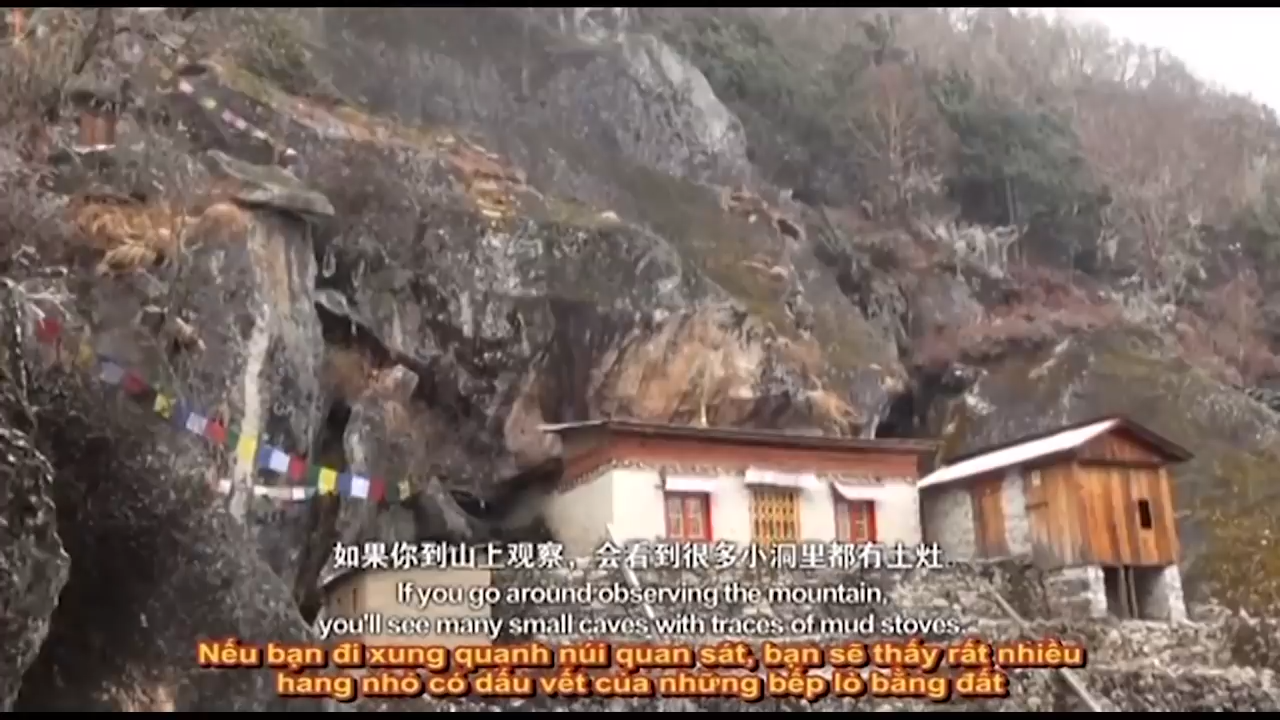 如果你到山上观察，会看到很多小洞里都有土灶.
If you go around observing the mountain,
you'll see many small caves with traces of mud stoves.
Nếu bạn đi xung quanh núi quan sát, bạn sẽ thấy rất nhiều
hang nhỏ có dấu vết của những bếp lò bằng đất